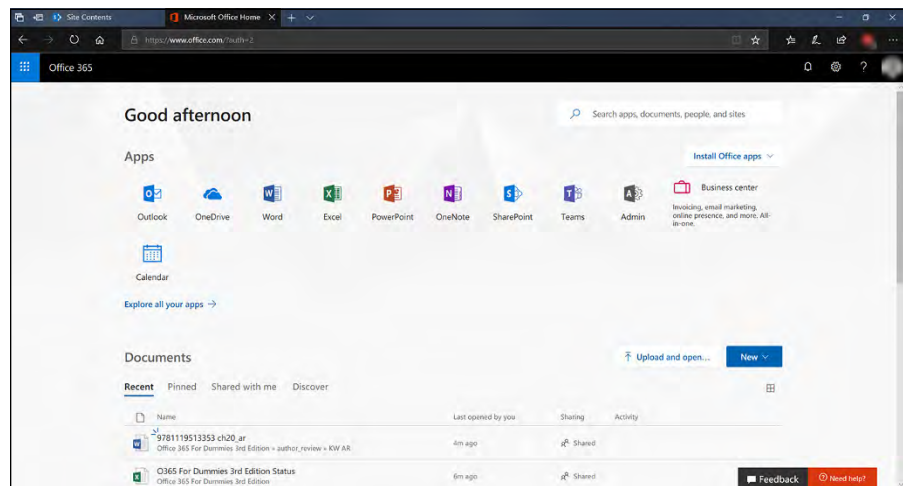 Site Contents
Microsoft Office Home
https://www.office.com/?auth=2
Office 365
?
Good afternoon
Search apps, documents, people, and sites
Apps
Install Office apps
Outlook
OneDrive
Word
Excel
PowerPoint
OneNote
SharePoint
Teams
Admin
Business center
Invoicing, email marketing,
online presence, and more. All-
in-one.
Calendar
Explore all your apps →
Documents
Upload and open...
New
Recent Pinned Shared with me Discover
Name Last opened by you Sharing Activity
9781119513353 ch20_ar
4m ago Shared
Office 365 For Dummies 3rd Edition » author_review » KW AR
O365 For Dummies 3rd Edition Status
6m ago Shared
Office 365 For Dummies 3rd Edition
Feedback
Need help?